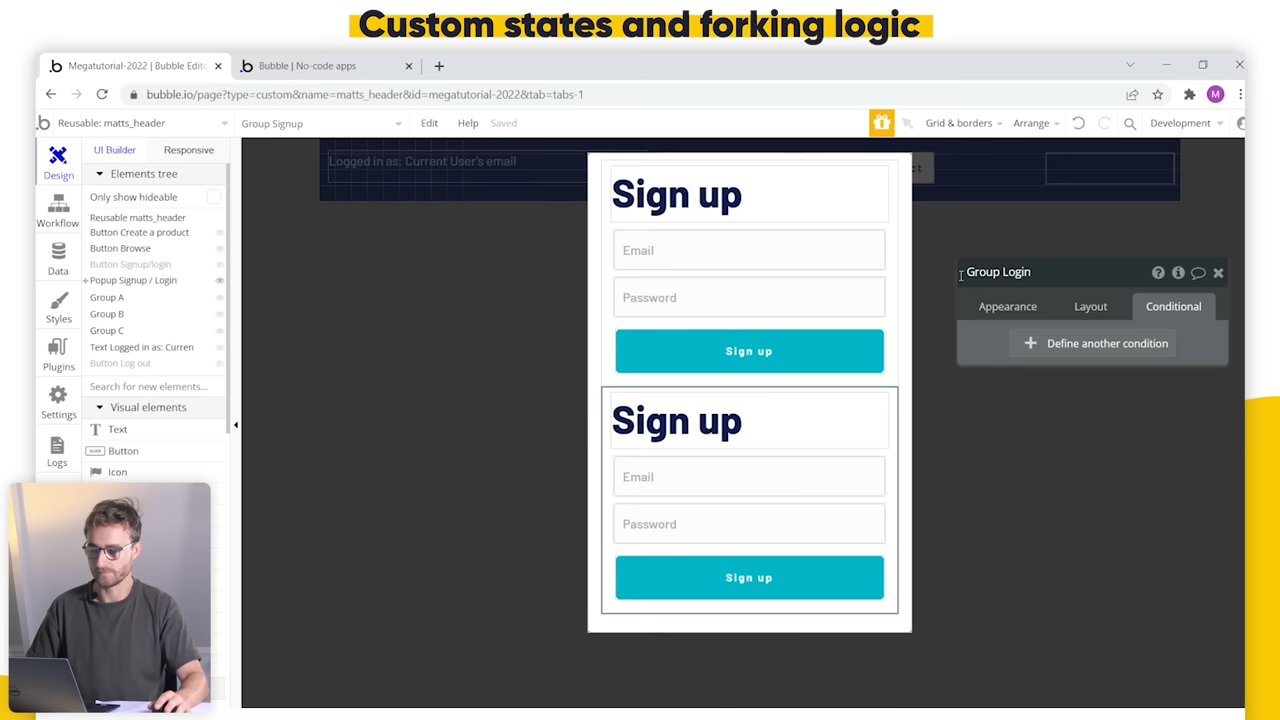 Custom states and forking logic
Megatutorial-2022 | Bubble Edito
Bubble | No-code apps
bubble.io/page?type=custom&name=matts_header&id=megatutorial-2022&tab=tabs-1
M
Reusable: matts_header
Group Signup
Edit
Help
Saved
Grid & borders
Arrange
Development
Design
Workflow
Data
Styles
Plugins
Settings
Logs
UI Builder
Responsive
Elements tree
Only show hideable
Reusable matts_header
Button Create a product
Button Browse
Button Signup/login
Popup Signup / Login
Group A
Group B
Group C
Text Logged in as: Curren
Button Log out
Search for new elements...
Visual elements
Text
Button
Icon
Logged in as: Current User's email
ct
Sign up
Email
Password
Sign up
Sign up
Email
Password
Sign up
Group Login
Appearance
Layout
Conditional
Define another condition